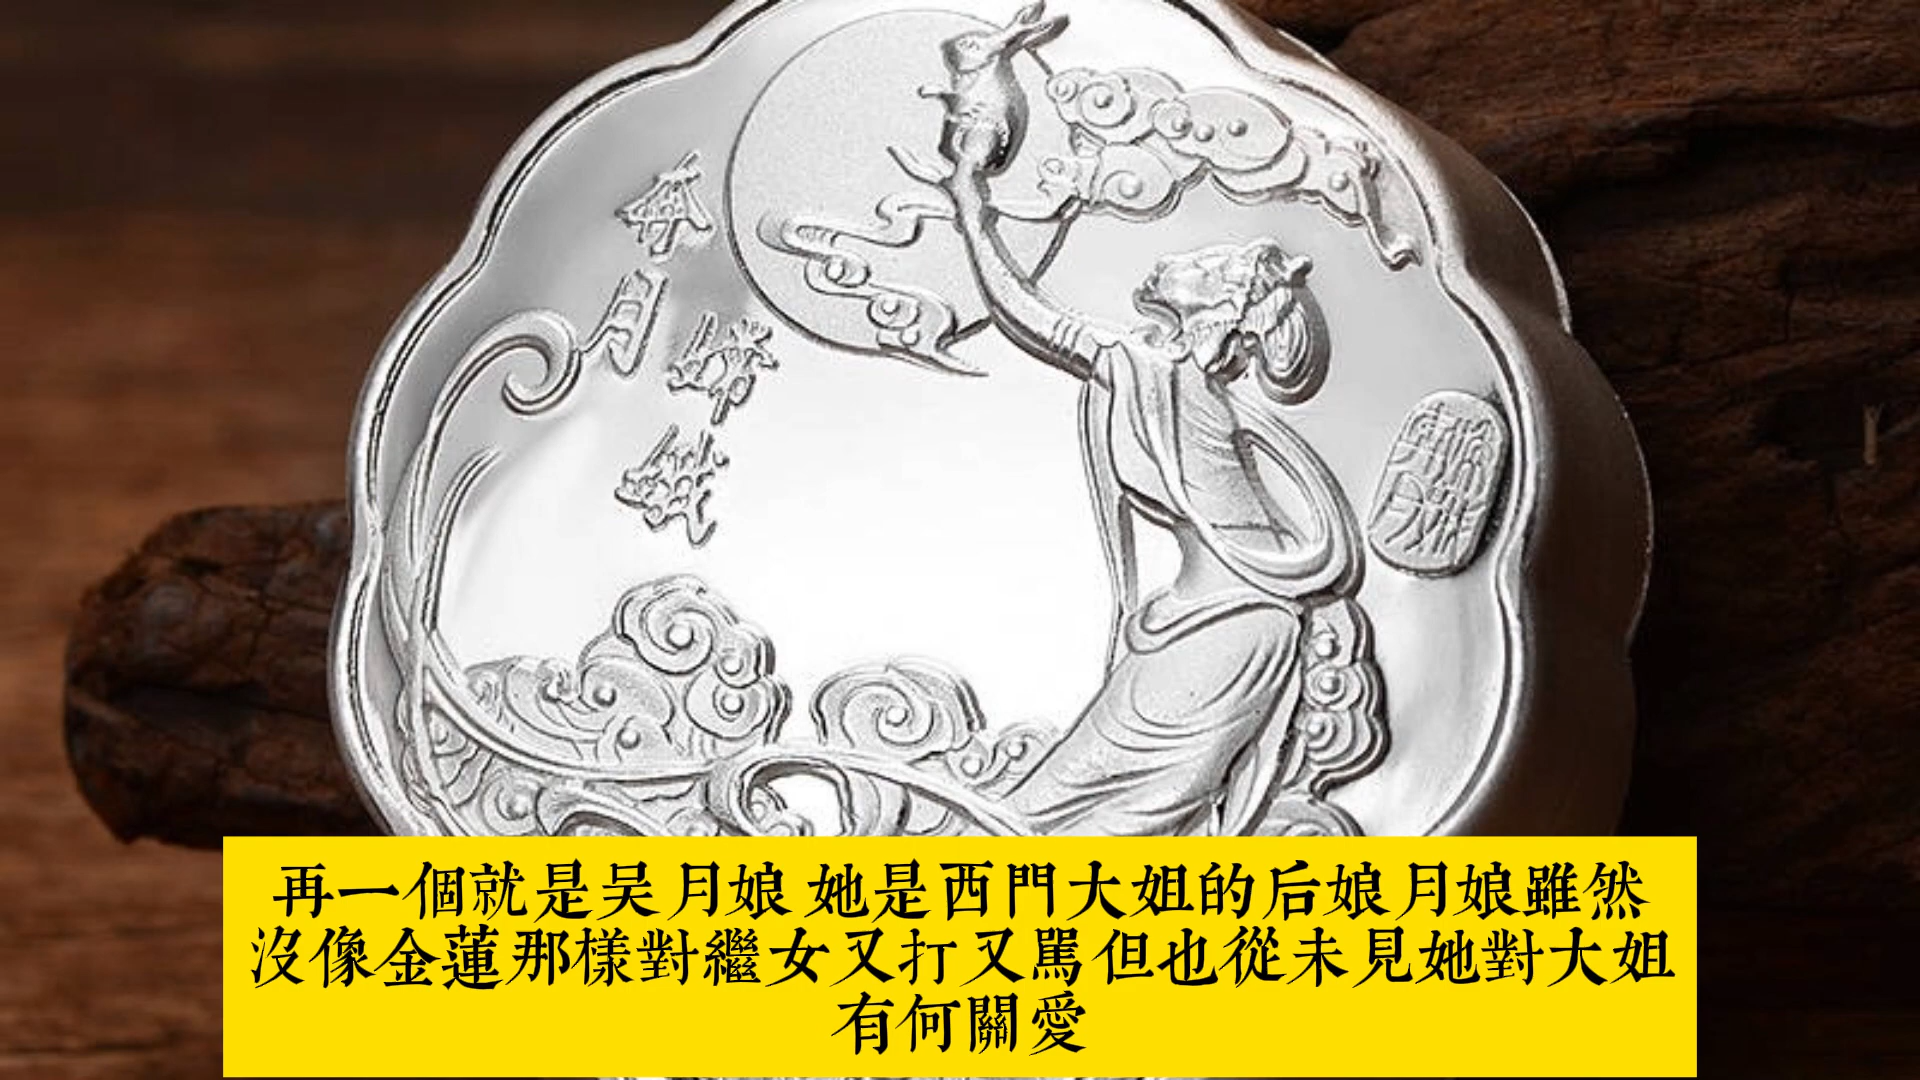 奔月
嫦娥
再一個就是吴月娘 她是西門大姐的后娘月娘雖然
沒像金蓮那樣對繼女又打又駡但也從未見她對大姐
有何關愛